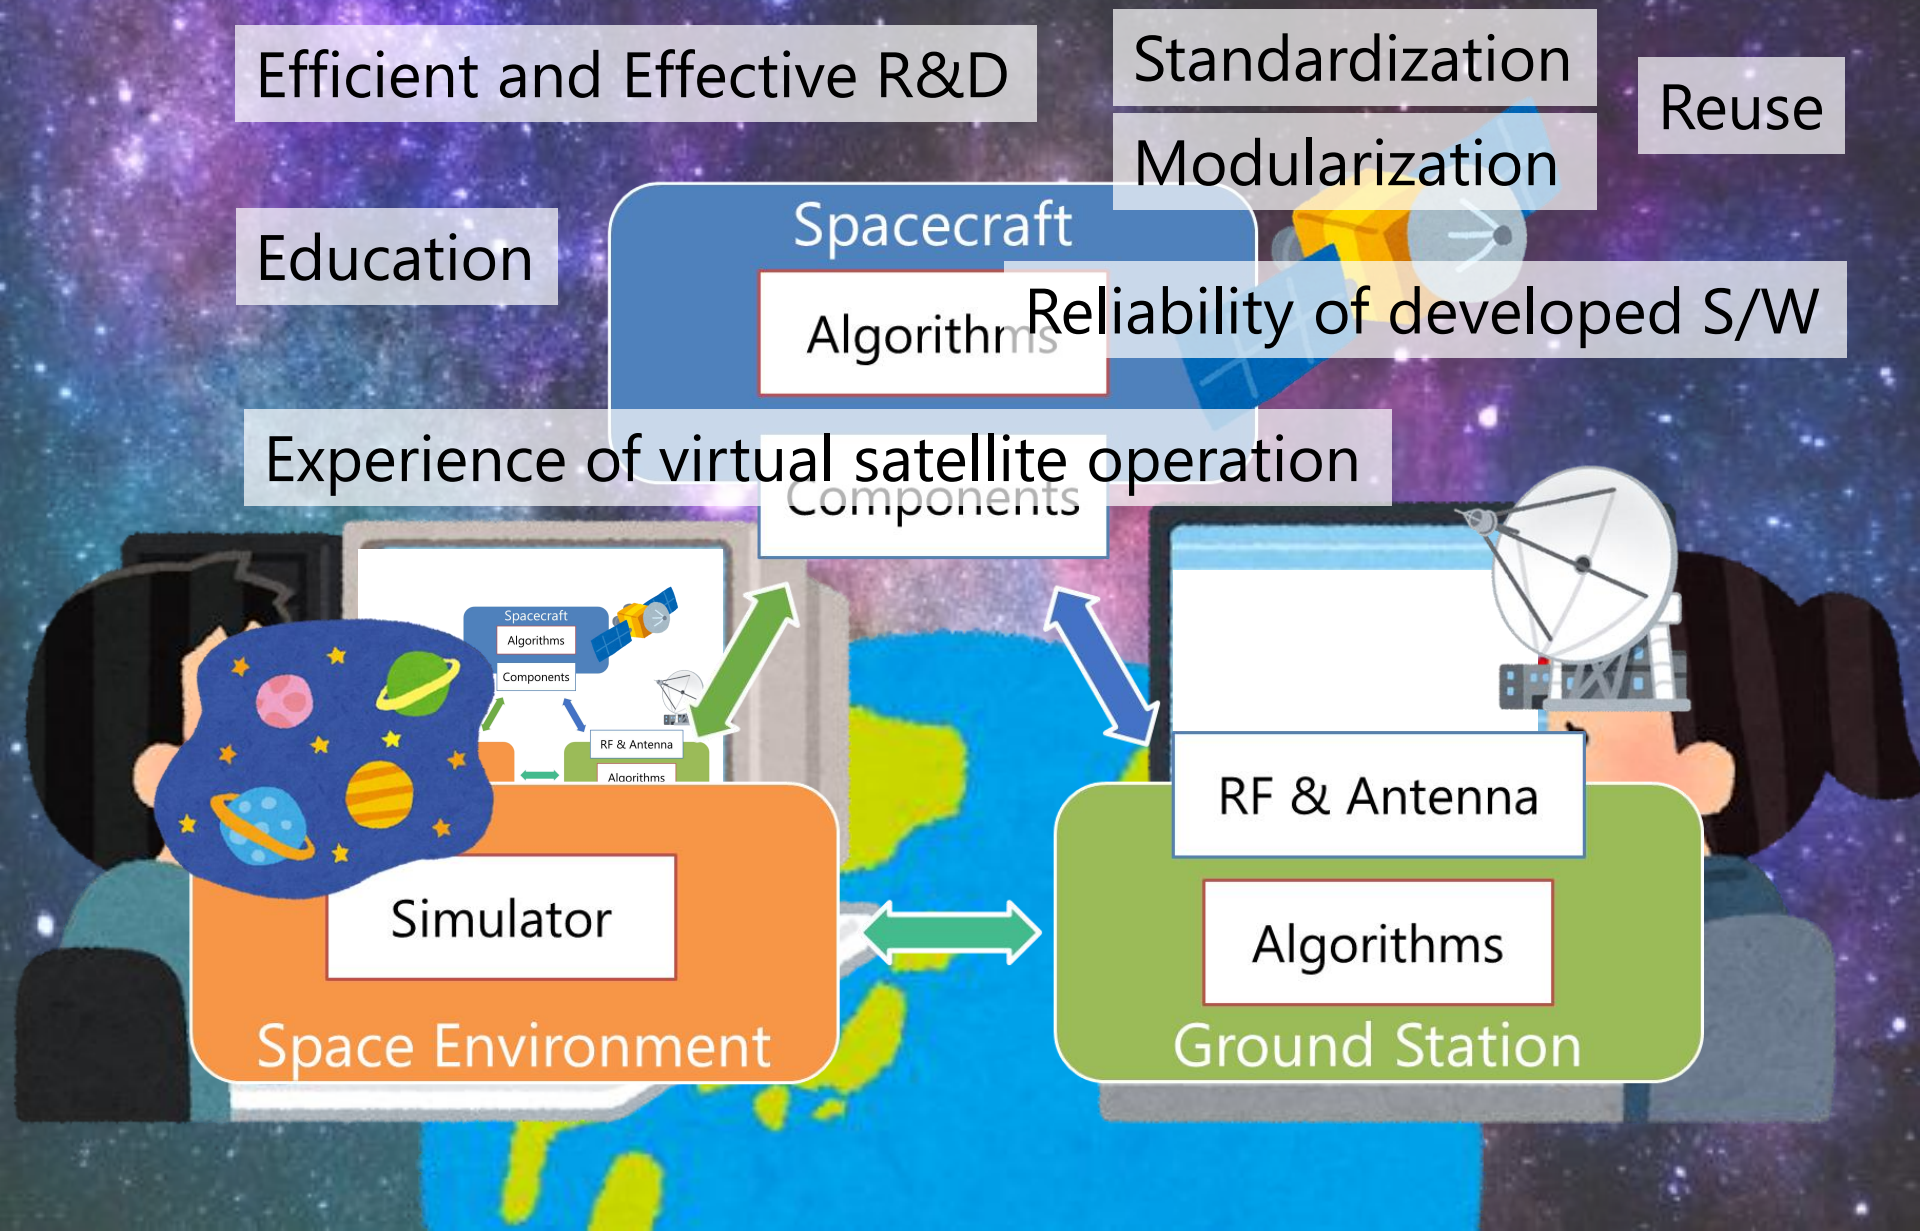 Efficient and Effective R&D
Standardization
Reuse
Modularization
Education
Spacecraft
Algorithms
Reliability of developed S/W
Experience of virtual satellite operation
Components
Spacecraft
Algorithms
Components
RF & Antenna
Algorithms
RF & Antenna
Simulator
Algorithms
Space Environment
Ground Station